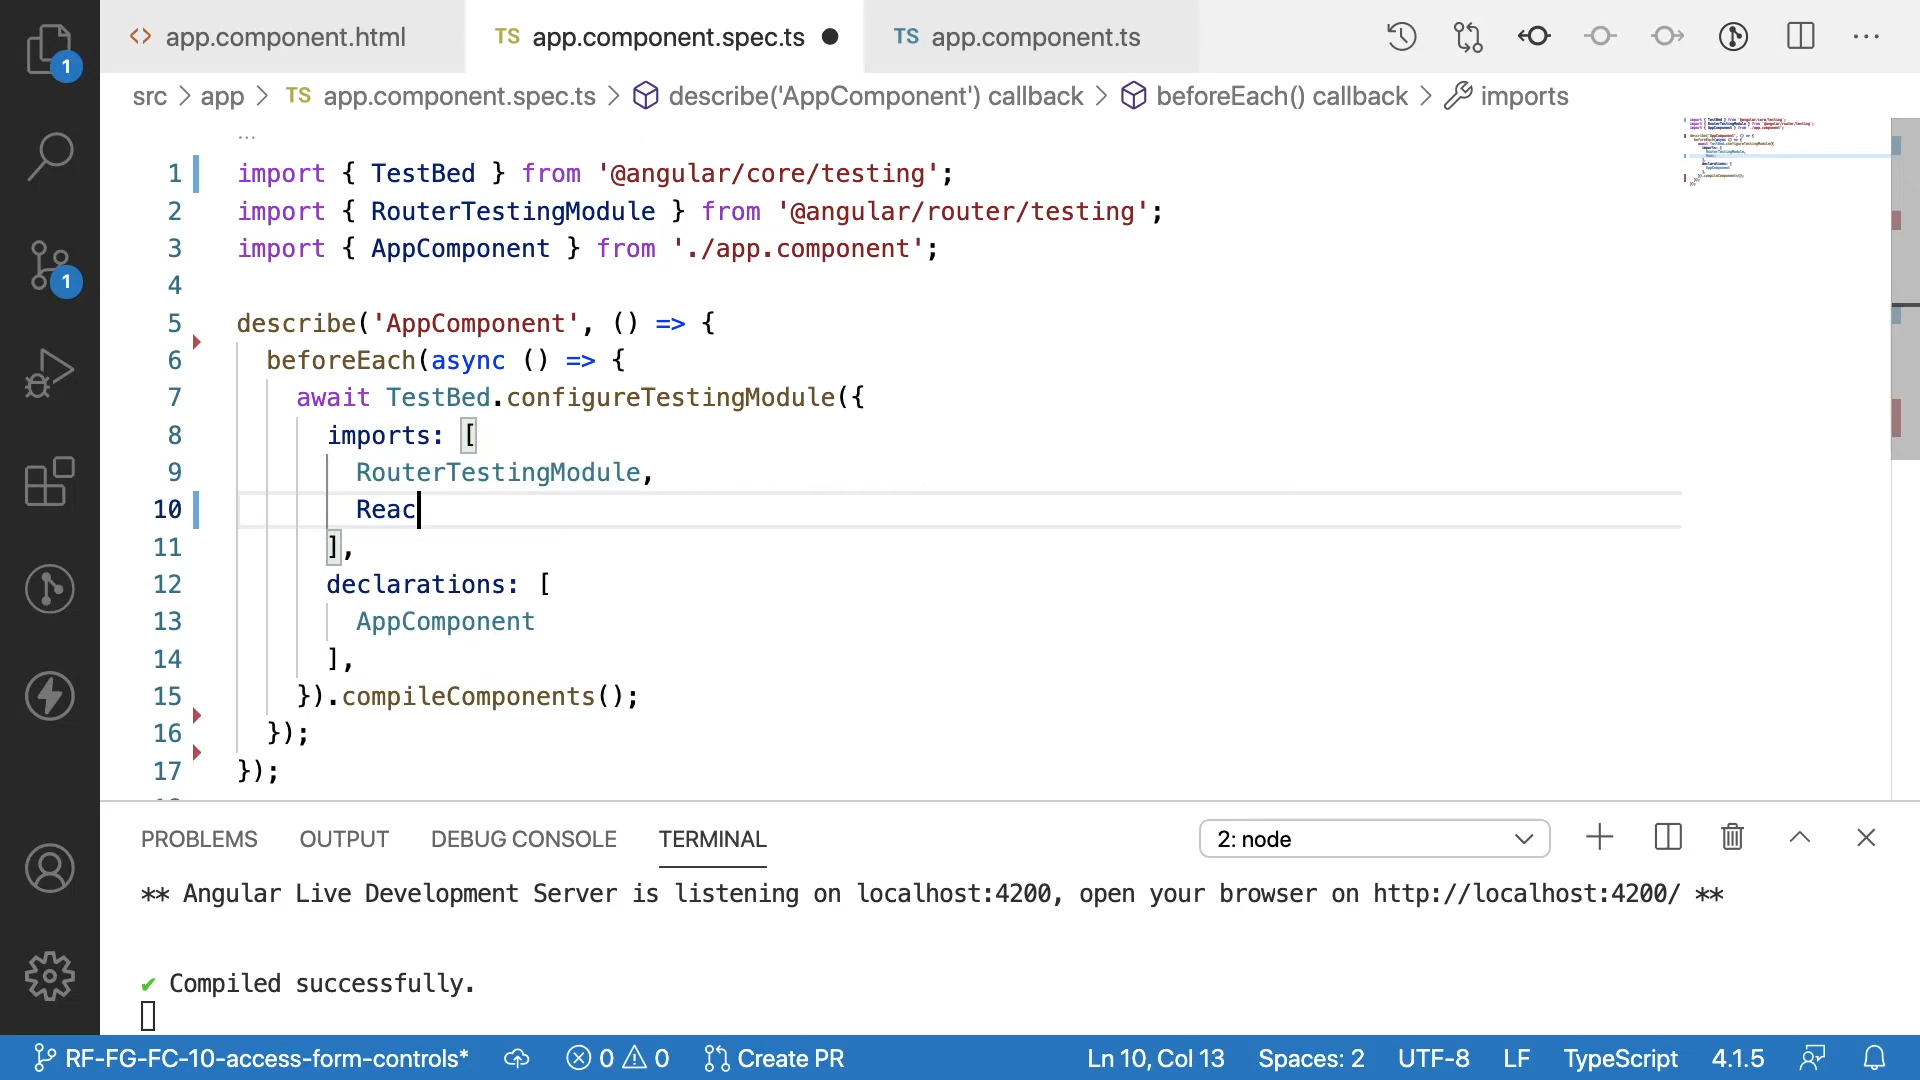 <> app.component.html TS app.component.spec.ts ● TS app.component.ts
src > app > TS app.component.spec.ts > describe('AppComponent') callback > beforeEach() callback > imports
...
1 import { TestBed } from '@angular/core/testing';
2 import { RouterTestingModule } from '@angular/router/testing';
3 import { AppComponent } from './app.component';
4
5 describe('AppComponent', () => {
6 beforeEach(async () => {
7 await TestBed.configureTestingModule({
8 imports: [
9 RouterTestingModule,
10 Reac
11 ],
12 declarations: [
13 AppComponent
14 ],
15 }).compileComponents();
16 });
17 });
1
1
PROBLEMS OUTPUT DEBUG CONSOLE TERMINAL 2: node
** Angular Live Development Server is listening on localhost:4200, open your browser on http://localhost:4200/ **
✔ Compiled successfully.
RF-FG-FC-10-access-form-controls* 0 0 Create PR Ln 10, Col 13 Spaces: 2 UTF-8 LF TypeScript 4.1.5